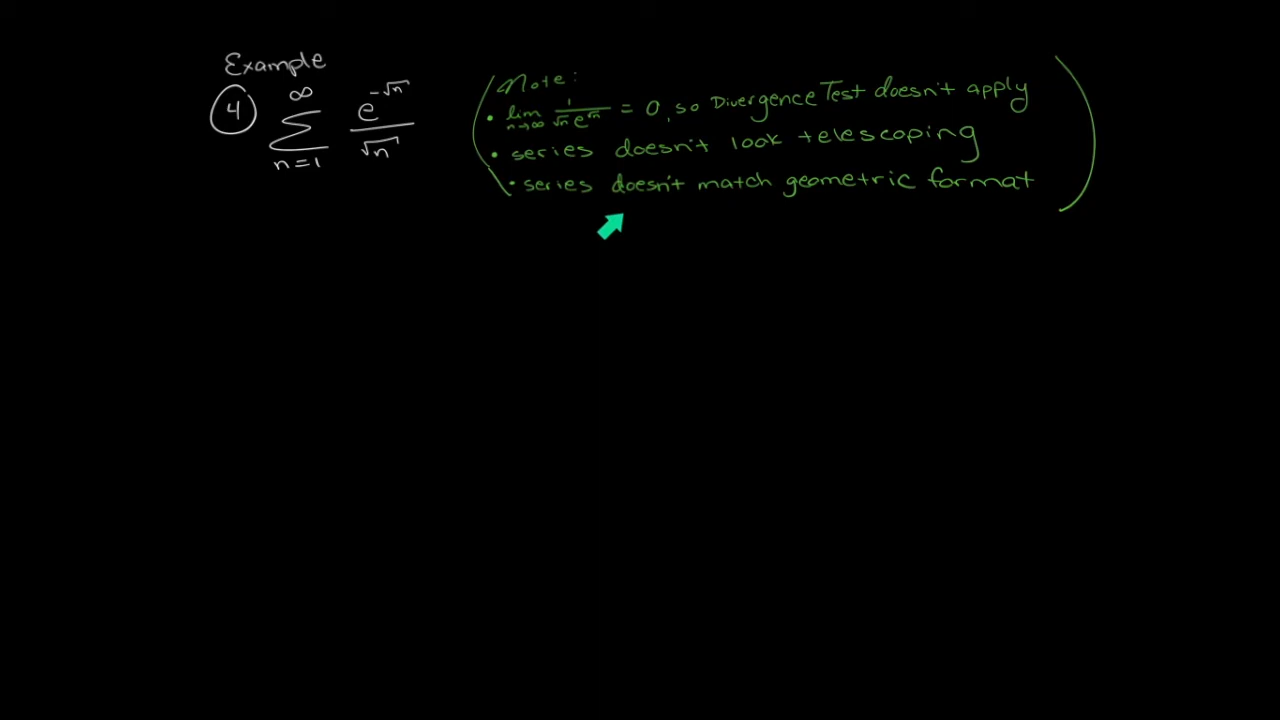 Example
④ ∞ ∑ n=1 e^{-√n} / √n
(Note:
• lim n→∞ 1 / √n e^{√n} = 0, so Divergence Test doesn't apply
• series doesn't look telescoping
• series doesn't match geometric format)